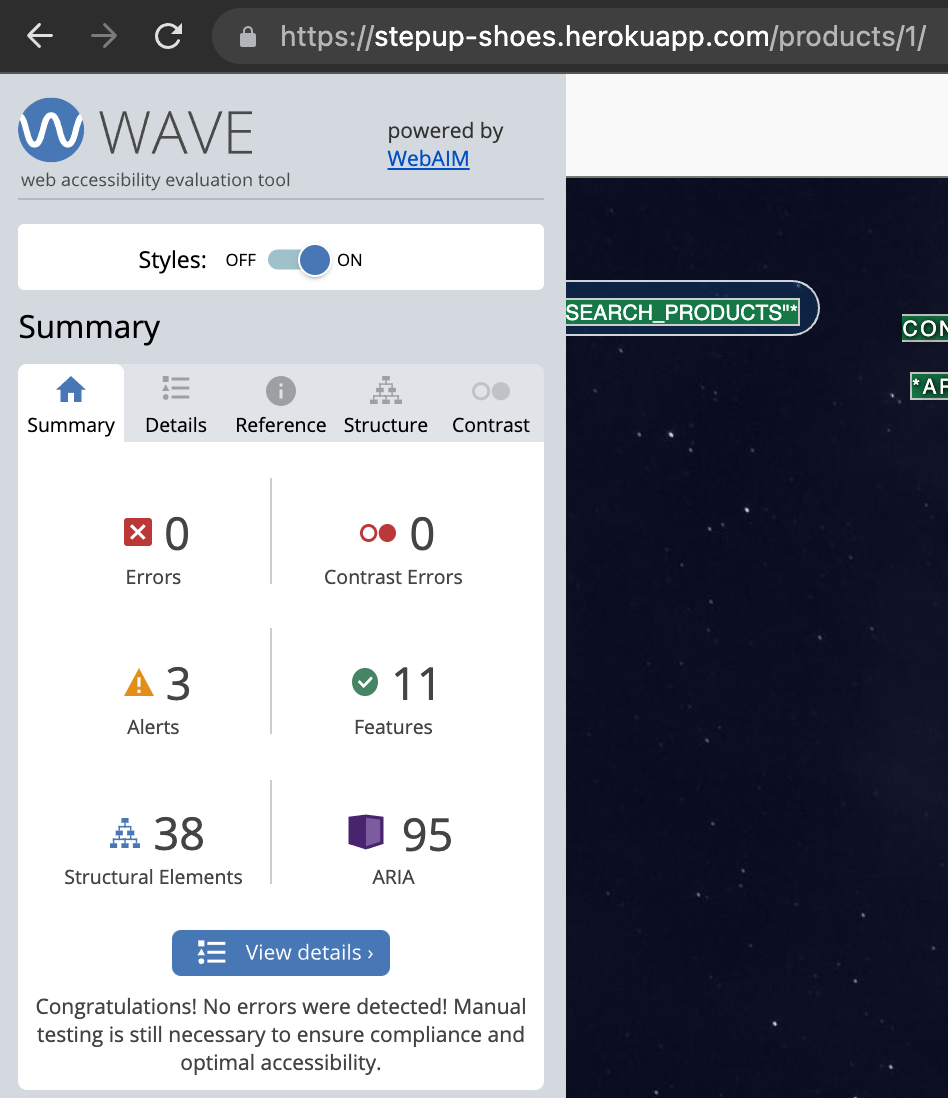 https://stepup-shoes.herokuapp.com/products/1/
WAVE
powered by
WebAIM
web accessibility evaluation tool
Styles: OFF ON
SEARCH_PRODUCTS"*
CON
*AF
Summary
Summary Details Reference Structure Contrast
0 0
Errors Contrast Errors
3 11
Alerts Features
38 95
Structural Elements ARIA
View details ›
Congratulations! No errors were detected! Manual
testing is still necessary to ensure compliance and
optimal accessibility.